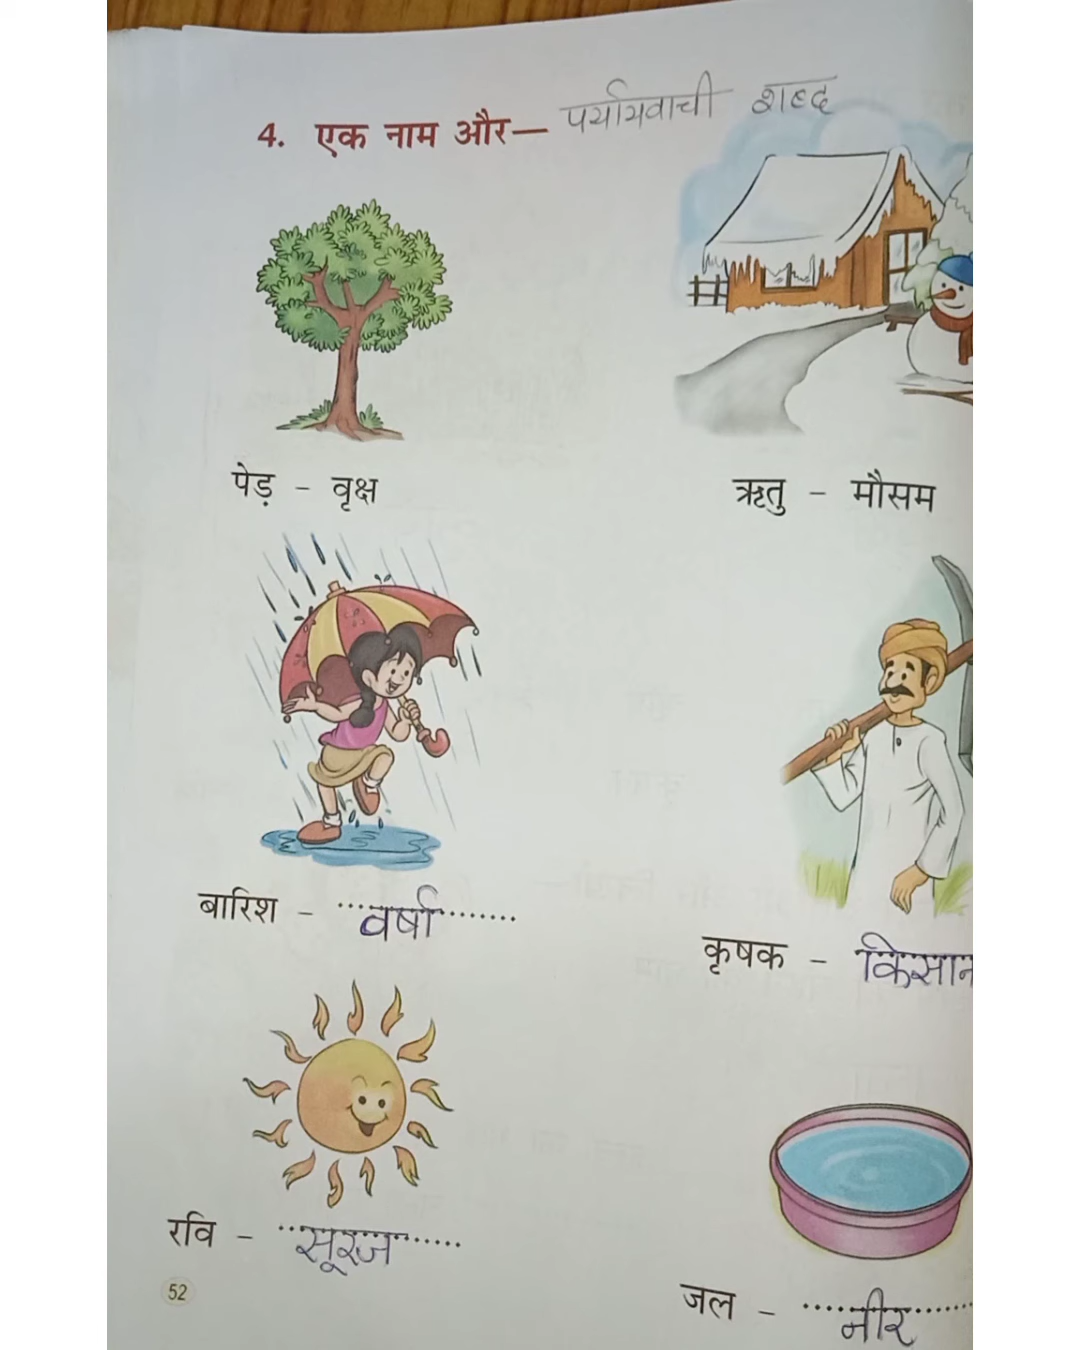 4. एक नाम और— पर्यायवाची शब्द
पेड़ - वृक्ष
ऋतु - मौसम
बारिश - वर्षा
कृषक - किसान
रवि - सूरज
जल - नीर
52